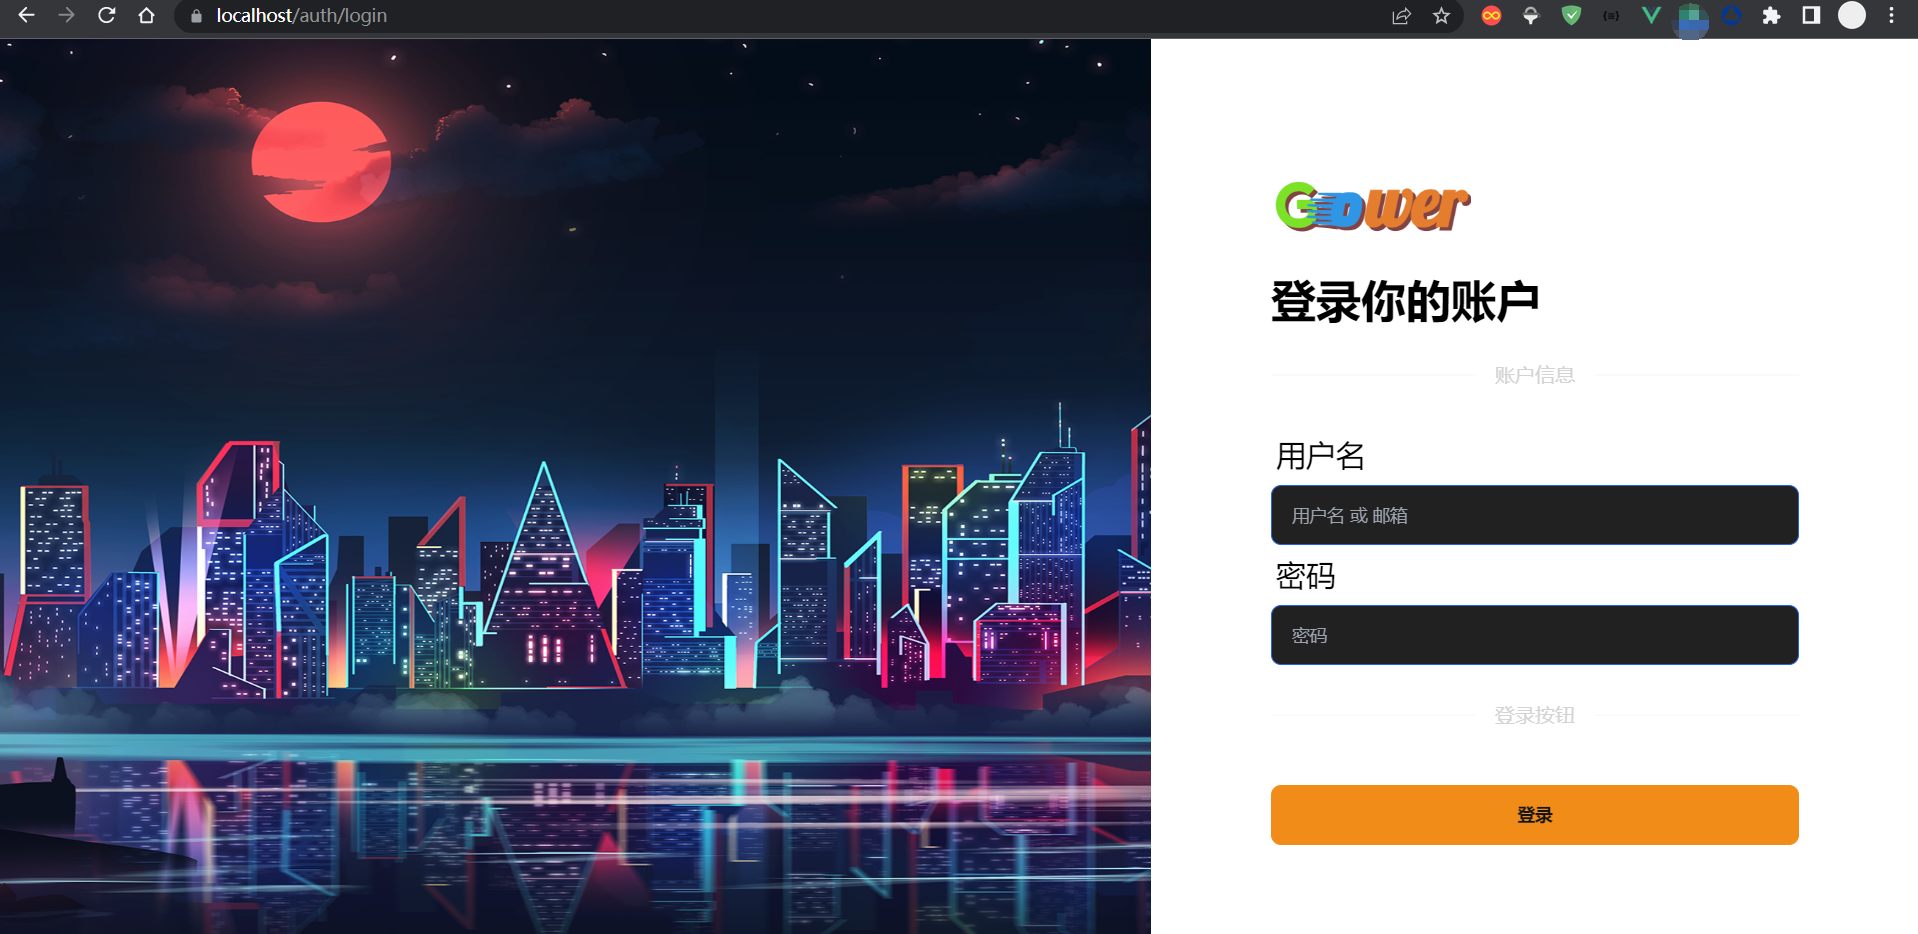 localhost/auth/login
Gower
登录你的账户
账户信息
用户名
用户名 或 邮箱
密码
密码
登录按钮
登录